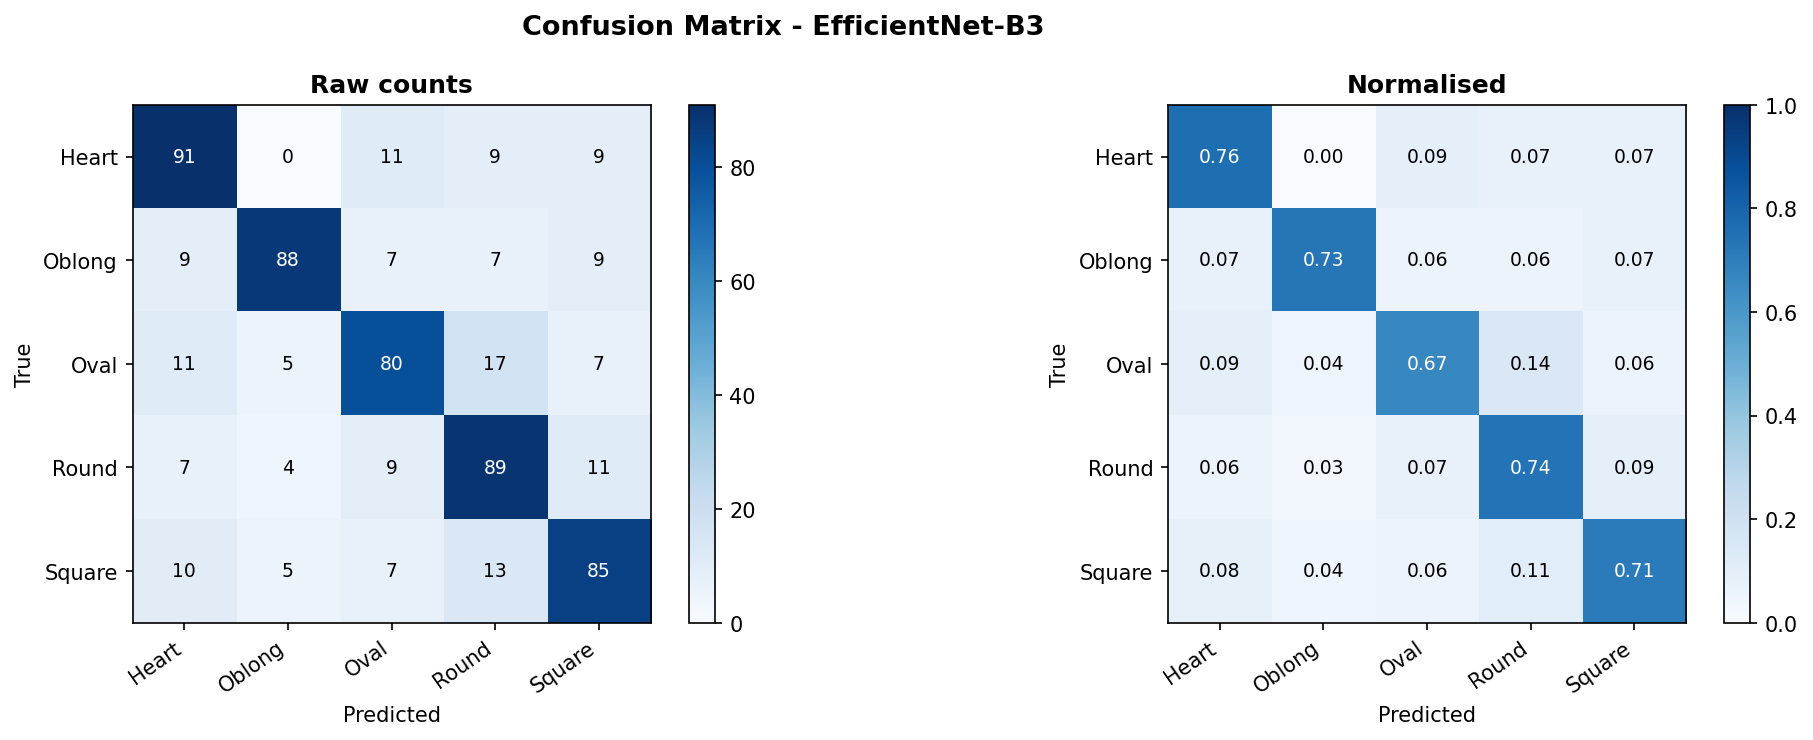 Confusion Matrix - EfficientNet-B3
Raw counts
True
Heart 91 0 11 9 9
Oblong 9 88 7 7 9
Oval 11 5 80 17 7
Round 7 4 9 89 11
Square 10 5 7 13 85
Heart Oblong Oval Round Square
Predicted
80
60
40
20
0
Normalised
True
Heart 0.76 0.00 0.09 0.07 0.07
Oblong 0.07 0.73 0.06 0.06 0.07
Oval 0.09 0.04 0.67 0.14 0.06
Round 0.06 0.03 0.07 0.74 0.09
Square 0.08 0.04 0.06 0.11 0.71
Heart Oblong Oval Round Square
Predicted
1.0
0.8
0.6
0.4
0.2
0.0